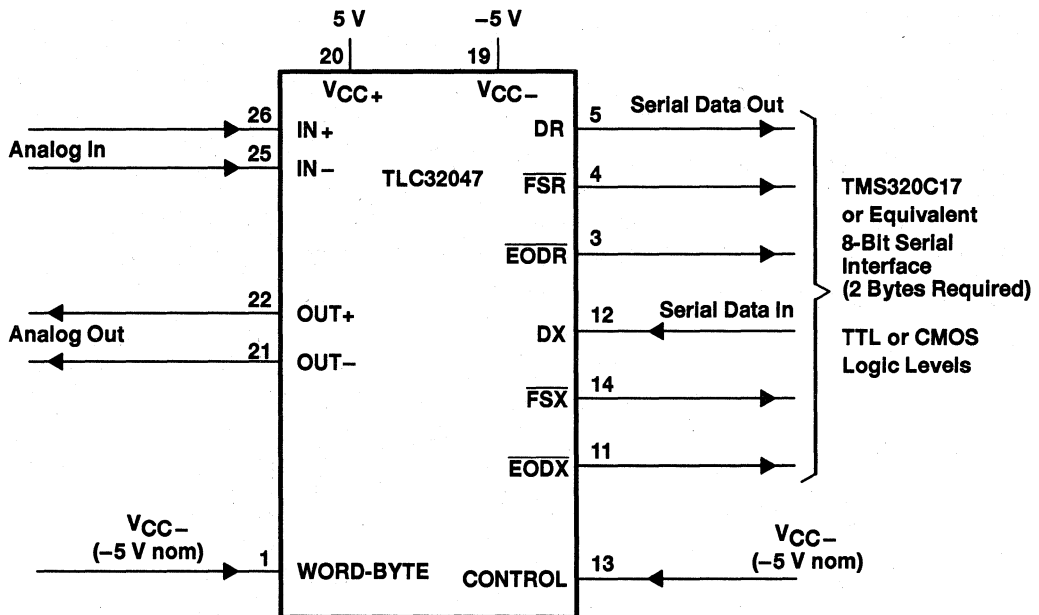 5 V
−5 V
20
19
VCC+
VCC−
26
IN+
Analog In
25
IN−
TLC32047
DR
5
Serial Data Out
FSR
4
EODR
3
TMS320C17
or Equivalent
8-Bit Serial
Interface
(2 Bytes Required)
TTL or CMOS
Logic Levels
22
OUT+
Analog Out
21
OUT−
DX
12
Serial Data In
FSX
14
EODX
11
VCC−
(−5 V nom)
1
WORD-BYTE
CONTROL
13
VCC−
(−5 V nom)